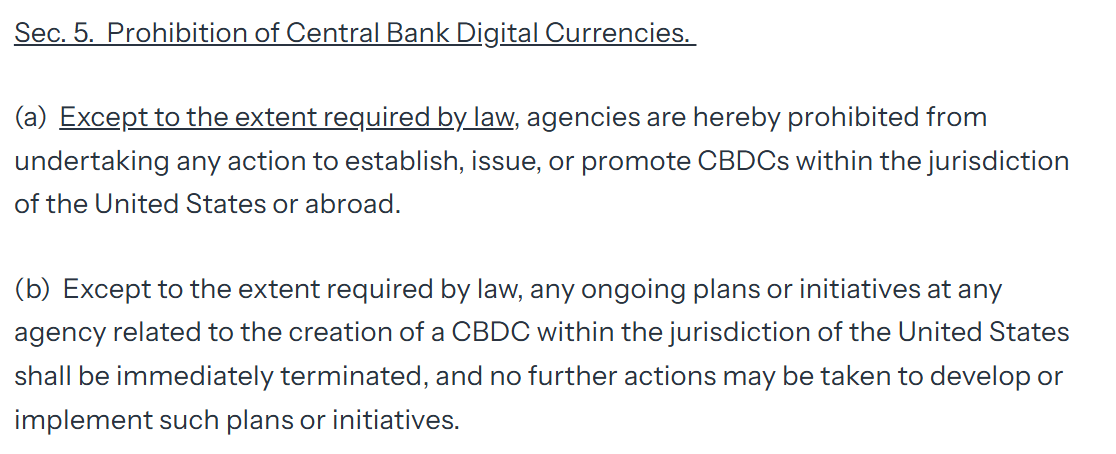 Sec. 5.  Prohibition of Central Bank Digital Currencies.
(a)  Except to the extent required by law, agencies are hereby prohibited from
undertaking any action to establish, issue, or promote CBDCs within the jurisdiction
of the United States or abroad.
(b)  Except to the extent required by law, any ongoing plans or initiatives at any
agency related to the creation of a CBDC within the jurisdiction of the United States
shall be immediately terminated, and no further actions may be taken to develop or
implement such plans or initiatives.